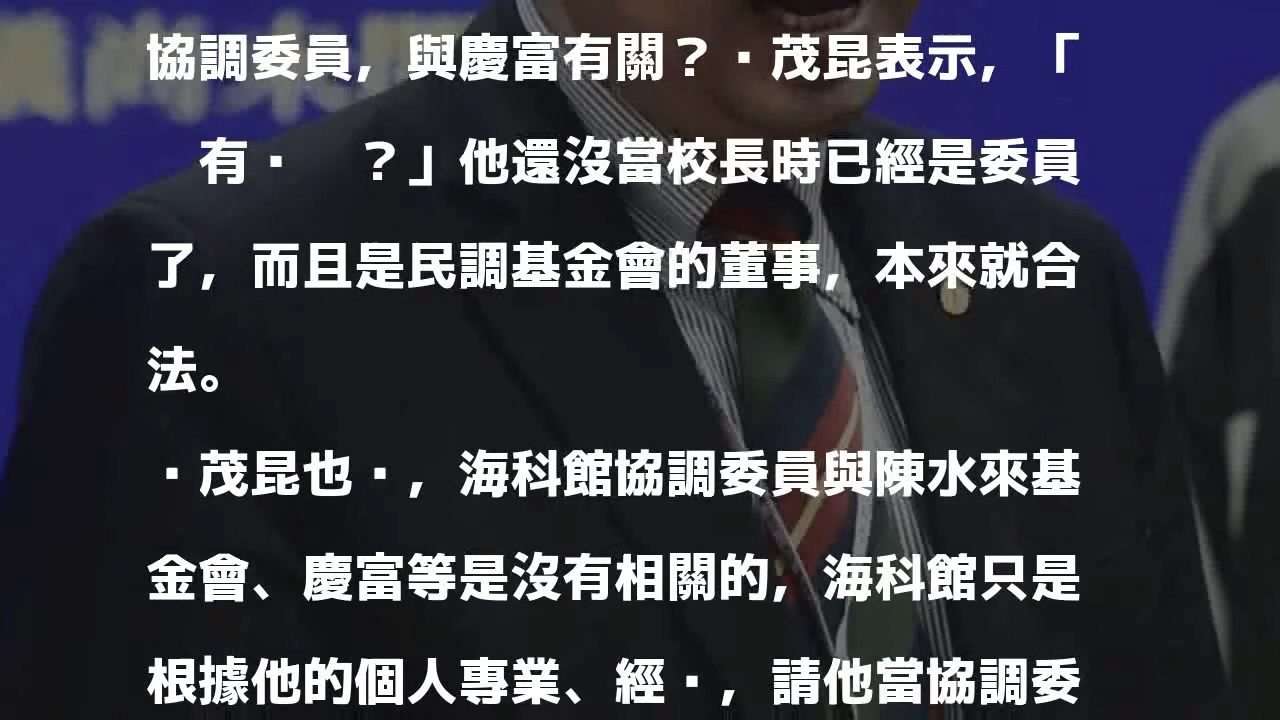 協調委員，與慶富有關？▪茂昆表示，「
有▪　？」他還沒當校長時已經是委員
了，而且是民調基金會的董事，本來就合
法。
▪茂昆也▪，海科館協調委員與陳水來基
金會、慶富等是沒有相關的，海科館只是
根據他的個人專業、經▪，請他當協調委